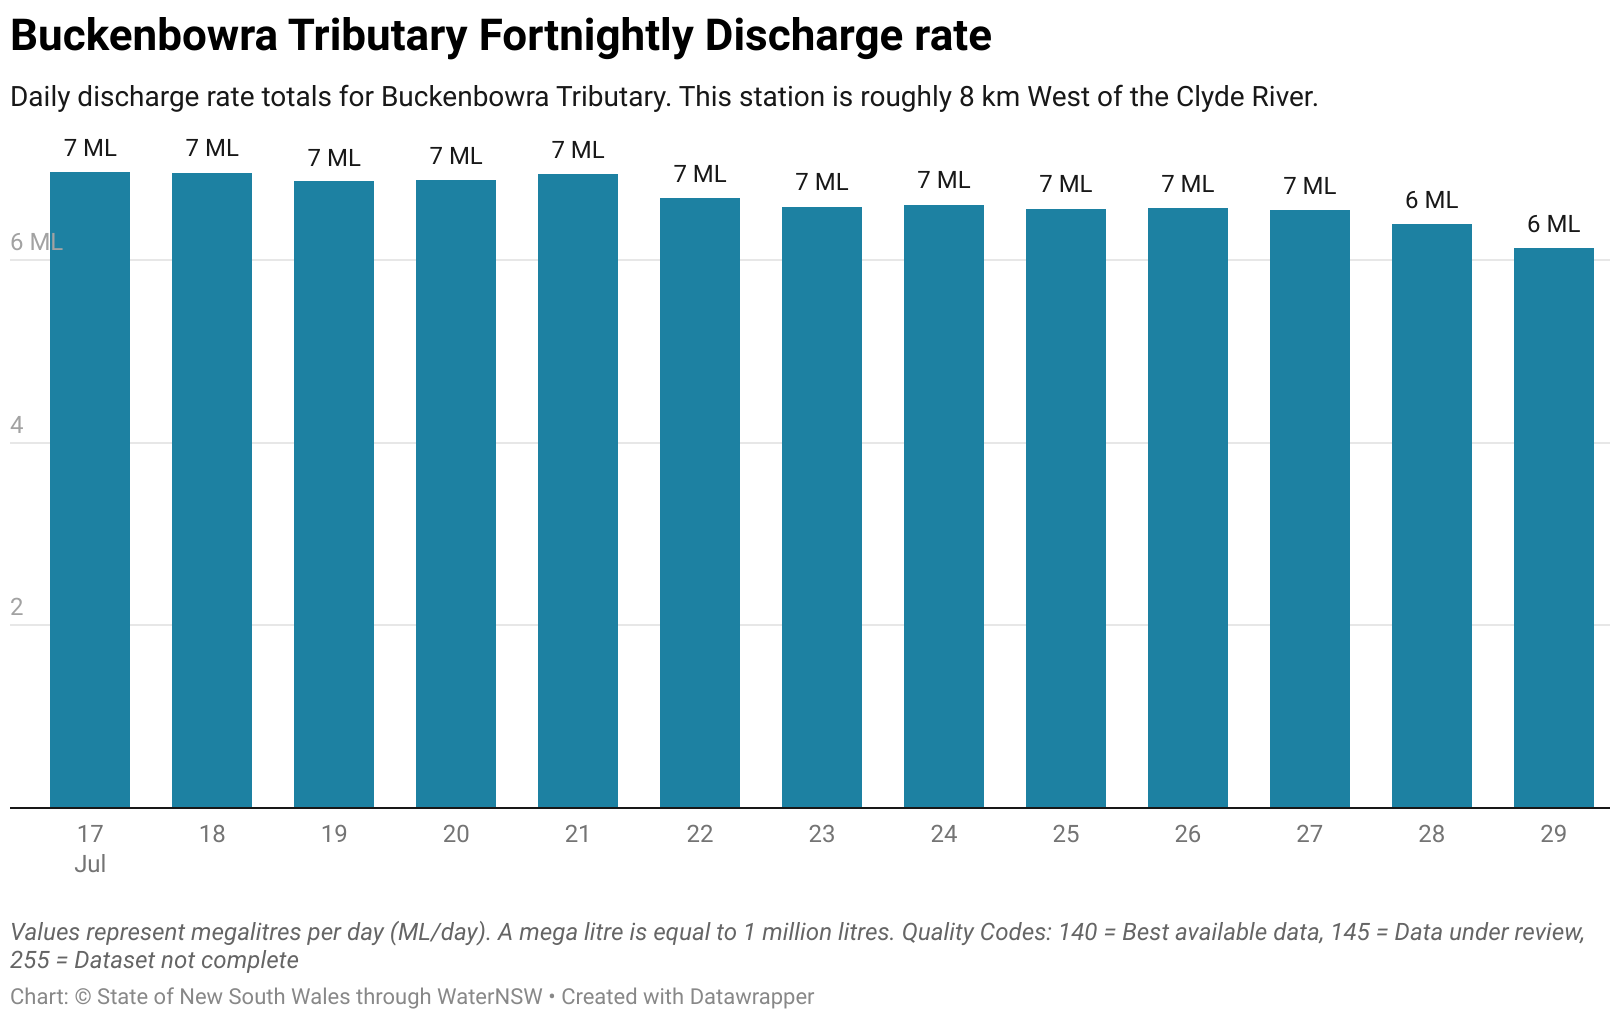 Buckenbowra Tributary Fortnightly Discharge rate
Daily discharge rate totals for Buckenbowra Tributary. This station is roughly 8 km West of the Clyde River.
7 ML 7 ML 7 ML 7 ML 7 ML 7 ML 7 ML 7 ML 7 ML 7 ML 7 ML 6 ML 6 ML
6 ML
4
2
17 18 19 20 21 22 23 24 25 26 27 28 29
Jul
Values represent megalitres per day (ML/day). A mega litre is equal to 1 million litres. Quality Codes: 140 = Best available data, 145 = Data under review,
255 = Dataset not complete
Chart: © State of New South Wales through WaterNSW • Created with Datawrapper